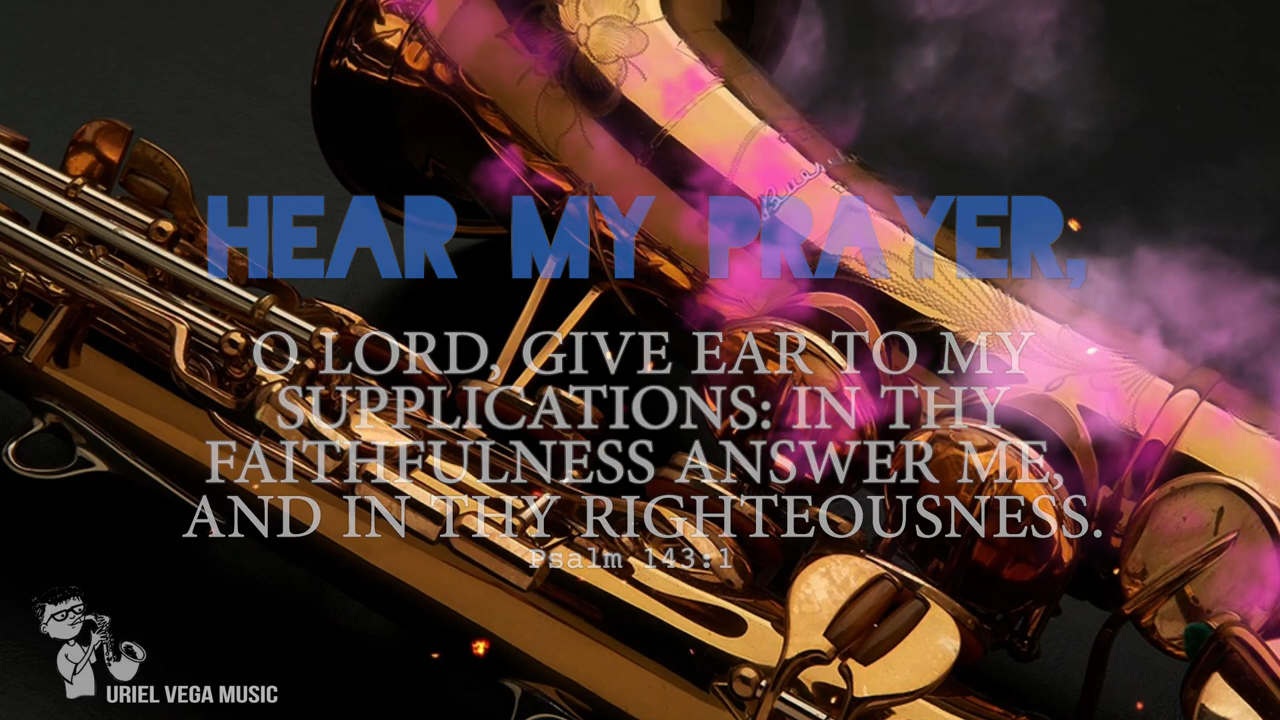 HEAR MY PRAYER,
O LORD, GIVE EAR TO MY
SUPPLICATIONS: IN THY
FAITHFULNESS ANSWER ME,
AND IN THY RIGHTEOUSNESS.
Psalm 143:1
URIEL VEGA MUSIC